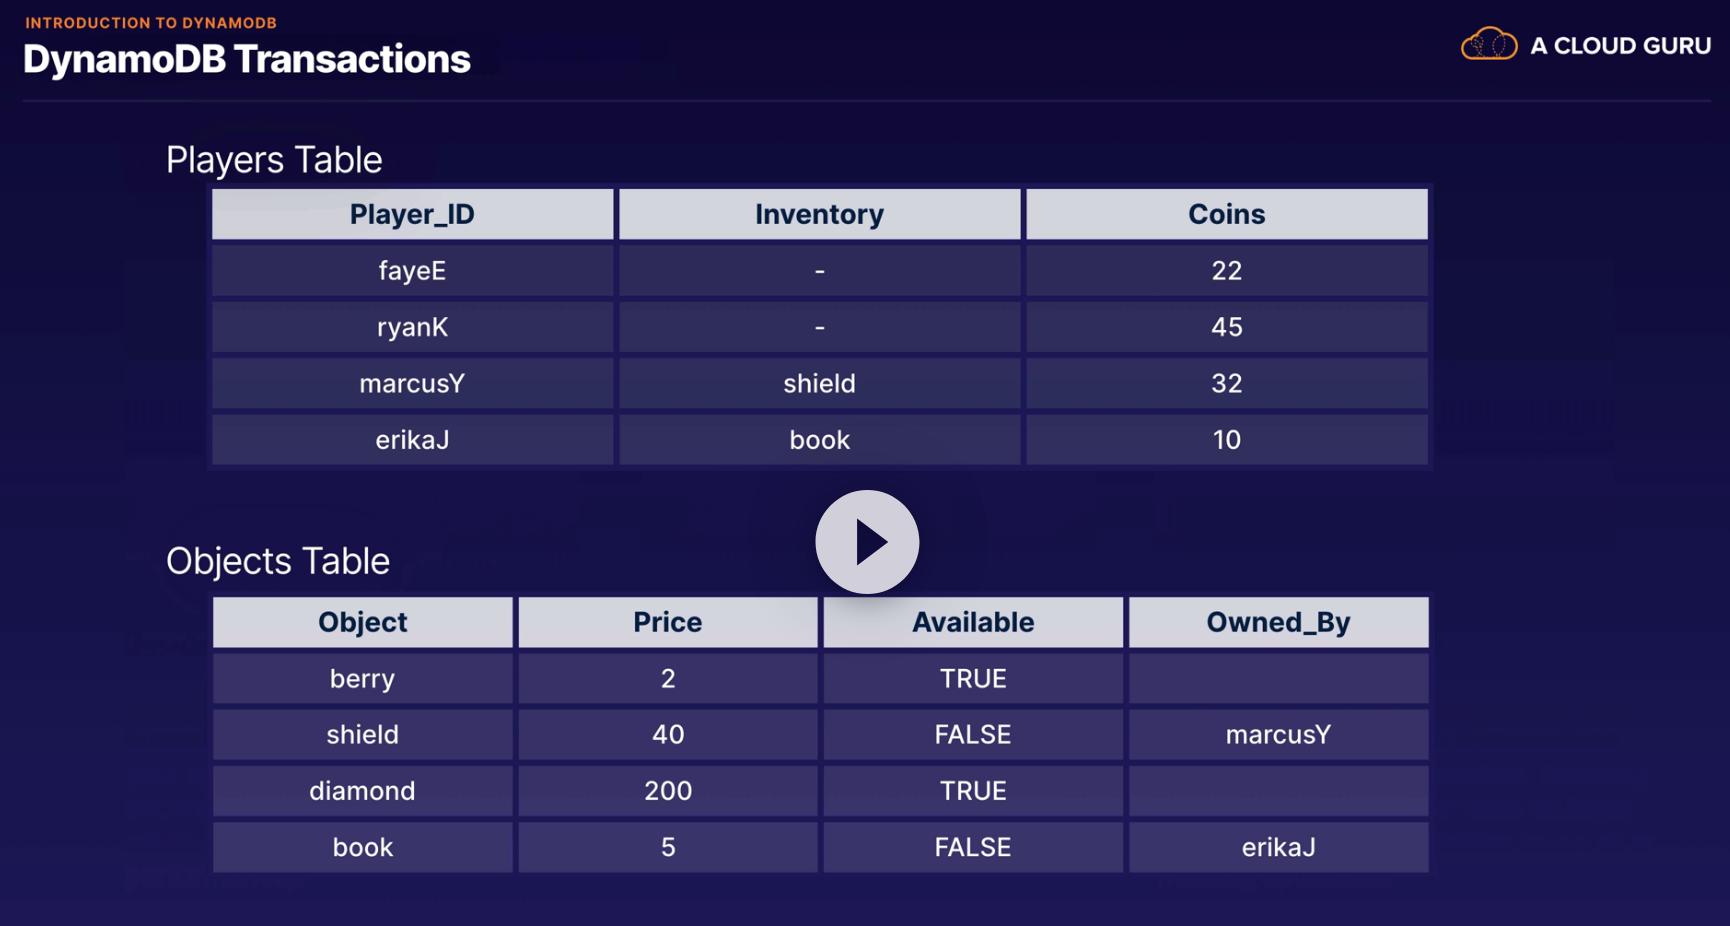 INTRODUCTION TO DYNAMODB
DynamoDB Transactions
A CLOUD GURU
Players Table
Player_ID Inventory Coins
fayeE - 22
ryanK - 45
marcusY shield 32
erikaJ book 10
Objects Table
Object Price Available Owned_By
berry 2 TRUE
shield 40 FALSE marcusY
diamond 200 TRUE
book 5 FALSE erikaJ